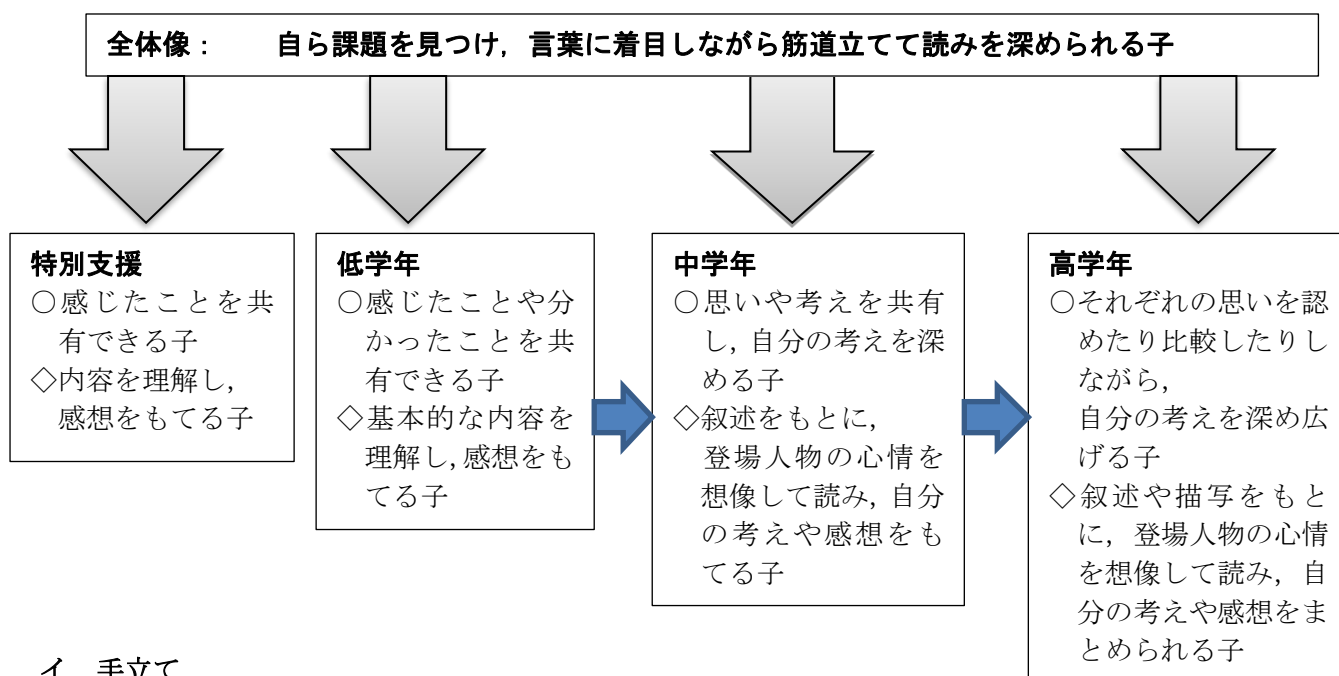 全体像：　　自ら課題を見つけ，言葉に着目しながら筋道立てて読みを深められる子
特別支援
○感じたことを共
有できる子
◇内容を理解し，
感想をもてる子
低学年
○感じたことや分
かったことを共
有できる子
◇基本的な内容を
理解し，感想をも
てる子
中学年
○思いや考えを共有
し，自分の考えを深
める子
◇叙述をもとに，
登場人物の心情を
想像して読み，自分
の考えや感想をも
てる子
高学年
○それぞれの思いを認
めたり比較したりし
ながら，
自分の考えを深め広
げる子
◇叙述や描写をもと
に，登場人物の心情
を想像して読み，自
分の考えや感想をま
とめられる子
イ　手立て